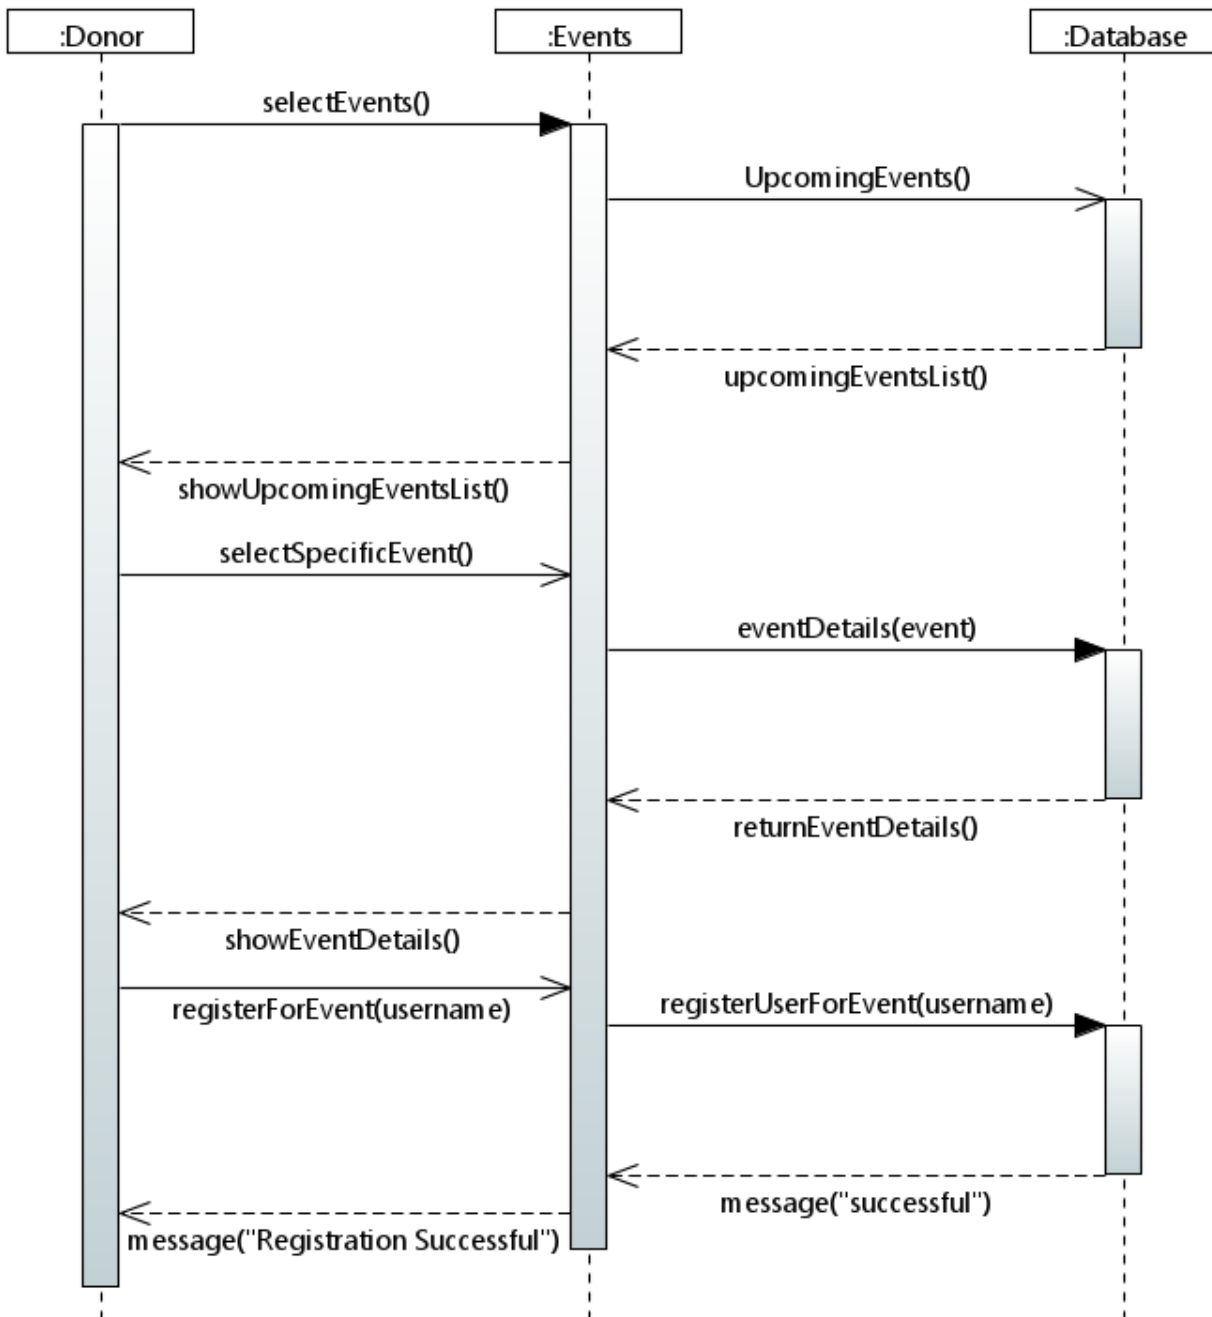 :Donor
:Events
:Database
selectEvents()
UpcomingEvents()
upcomingEventsList()
showUpcomingEventsList()
selectSpecificEvent()
eventDetails(event)
returnEventDetails()
showEventDetails()
registerForEvent(username)
registerUserForEvent(username)
message("successful")
message("Registration Successful")